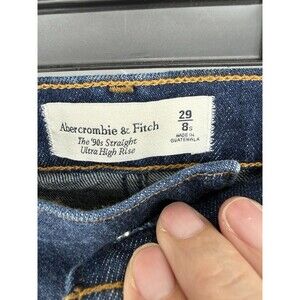 Abercrombie & Fitch
The '90s Straight
Ultra High Rise
29
8s
MADE IN
GUATEMALA